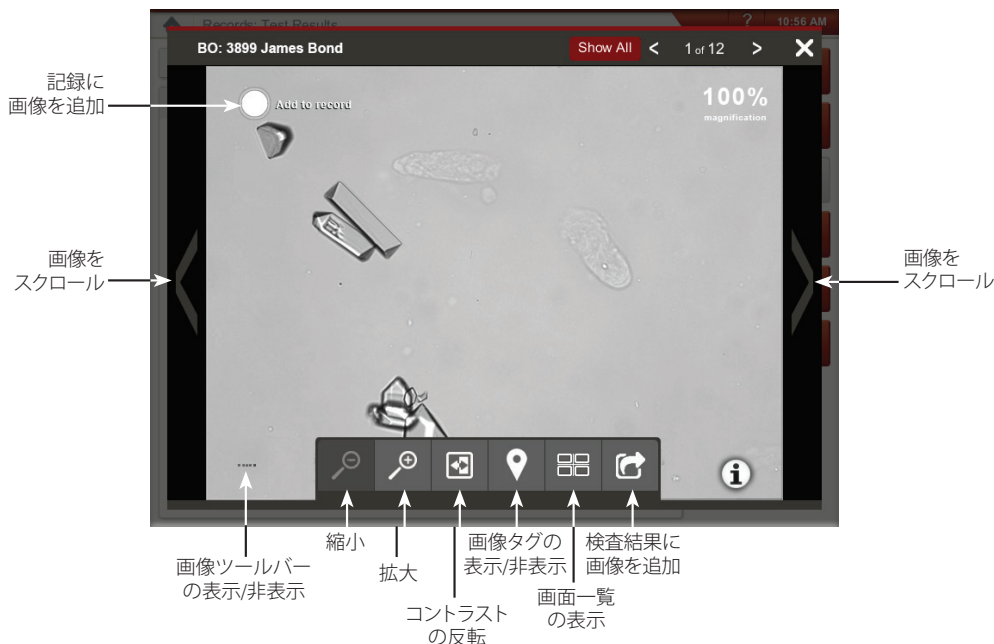 Records: Test Results
? 10:56 AM
BO: 3899 James Bond
Show All < 1 of 12 >
記録に
画像を追加
Add to record
100%
magnification
画像を
スクロール
画像を
スクロール
縮小
拡大
コントラスト
の反転
画像タグの
表示/非表示
画面一覧
の表示
検査結果に
画像を追加
画像ツールバー
の表示/非表示